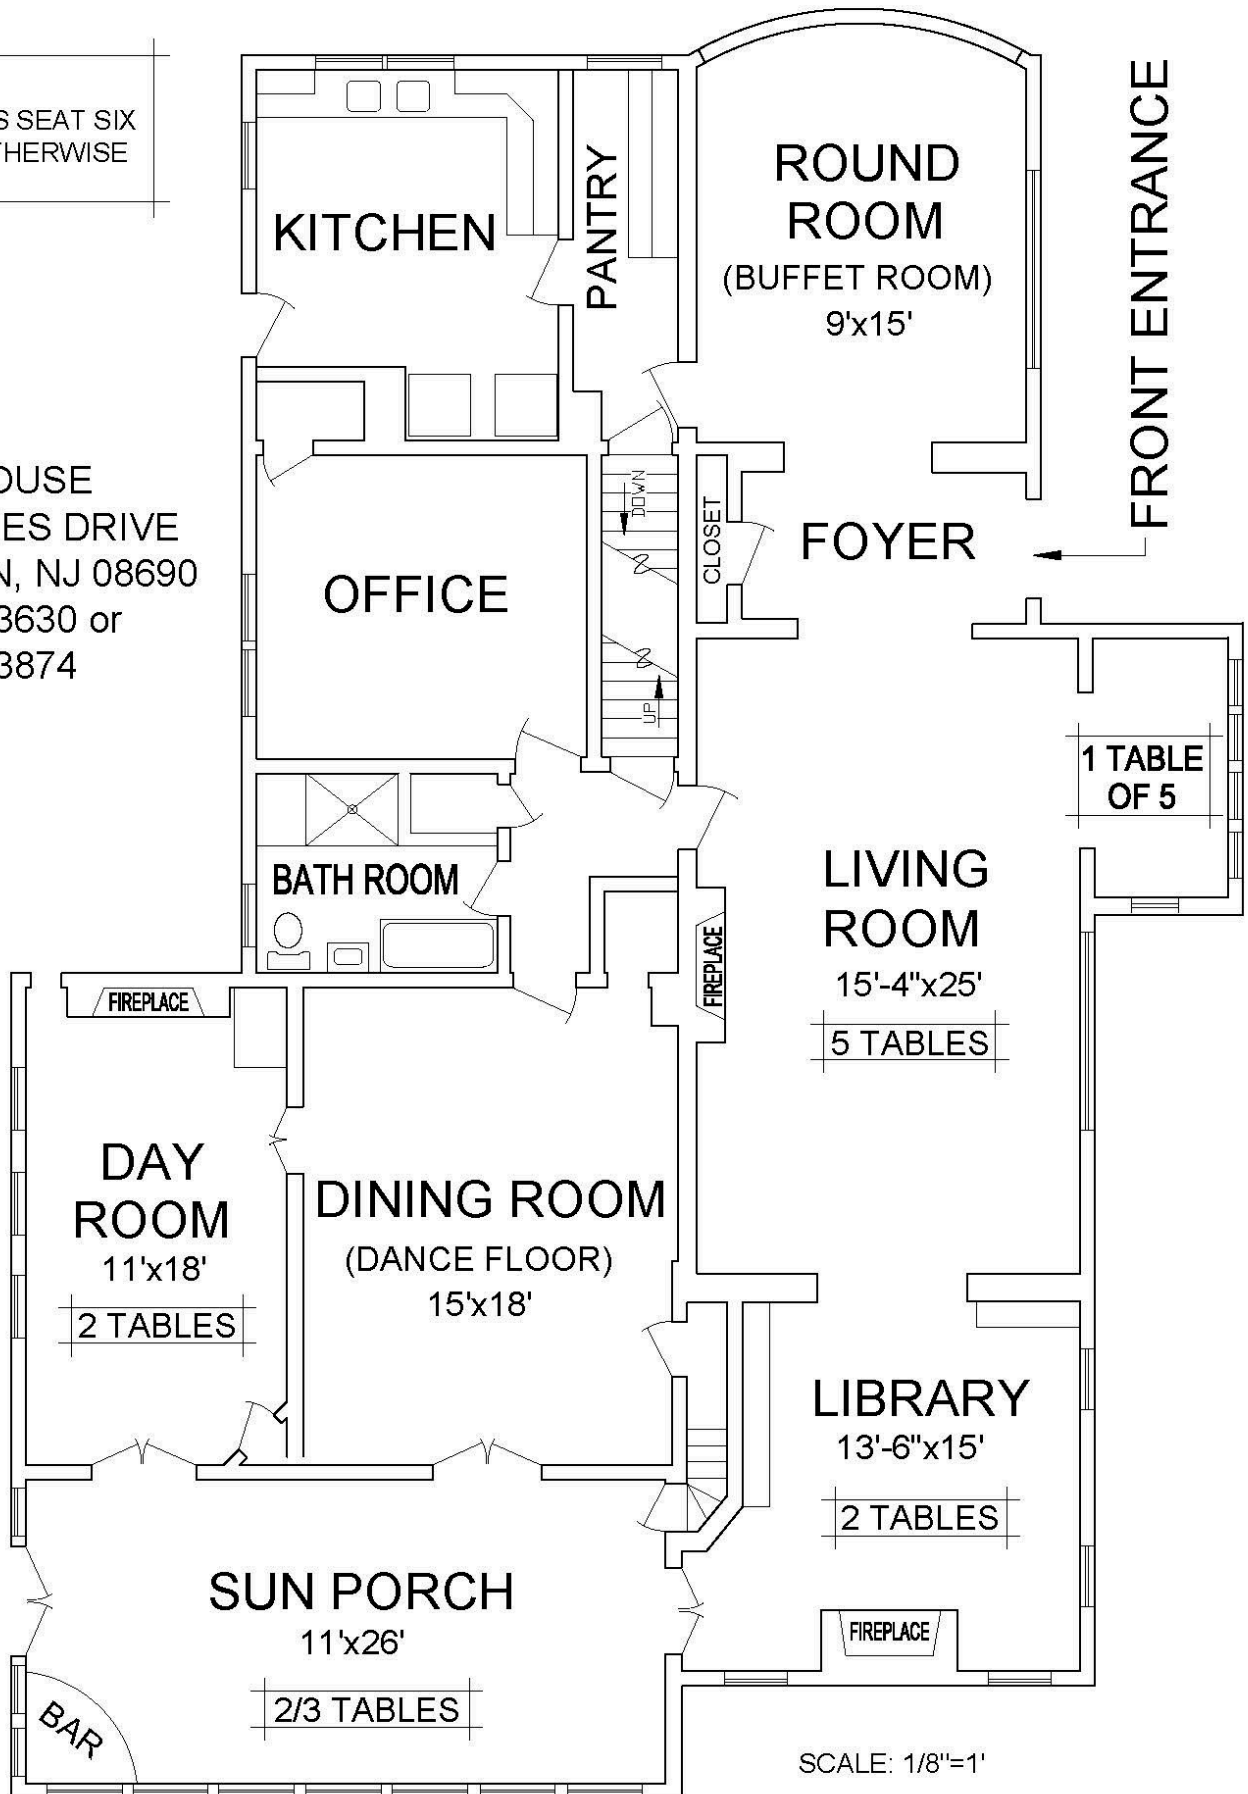 S SEAT SIX
THERWISE
OUSE
ES DRIVE
N, NJ 08690
3630 or
3874
KITCHEN
PANTRY
ROUND
ROOM
(BUFFET ROOM)
9'x15'
FRONT ENTRANCE
OFFICE
DOWN
UP
CLOSET
FOYER
1 TABLE
OF 5
BATH ROOM
LIVING
ROOM
15'-4"x25'
5 TABLES
FIREPLACE
FIREPLACE
DAY
ROOM
11'x18'
2 TABLES
DINING ROOM
(DANCE FLOOR)
15'x18'
LIBRARY
13'-6"x15'
2 TABLES
FIREPLACE
SUN PORCH
11'x26'
2/3 TABLES
BAR
SCALE: 1/8"=1'